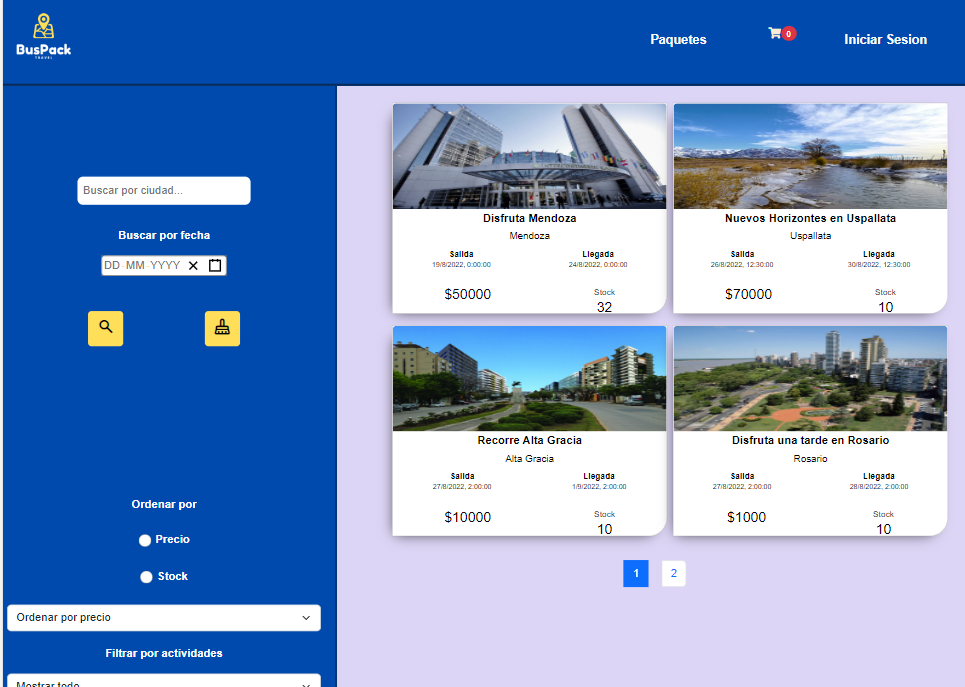 BusPack
TRAVEL
Paquetes
0
Iniciar Sesion
Buscar por ciudad...
Buscar por fecha
DD-MM-YYYY
Ordenar por
Precio
Stock
Ordenar por precio
Filtrar por actividades
Mostrar todo
Disfruta Mendoza
Mendoza
Salida Llegada
19/8/2022, 0:00:00 24/8/2022, 0:00:00
$50000 Stock
32
Nuevos Horizontes en Uspallata
Uspallata
Salida Llegada
26/8/2022, 12:30:00 30/8/2022, 12:30:00
$70000 Stock
10
Recorre Alta Gracia
Alta Gracia
Salida Llegada
27/8/2022, 2:00:00 1/9/2022, 2:00:00
$10000 Stock
10
Disfruta una tarde en Rosario
Rosario
Salida Llegada
27/8/2022, 2:00:00 28/8/2022, 2:00:00
$1000 Stock
10
1 2